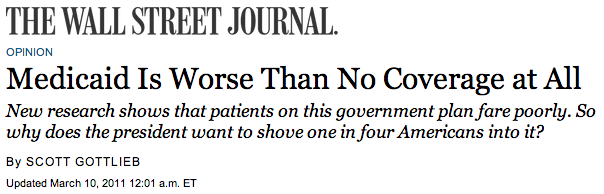 THE WALL STREET JOURNAL.
OPINION
Medicaid Is Worse Than No Coverage at All
New research shows that patients on this government plan fare poorly. So
why does the president want to shove one in four Americans into it?
By SCOTT GOTTLIEB
Updated March 10, 2011 12:01 a.m. ET